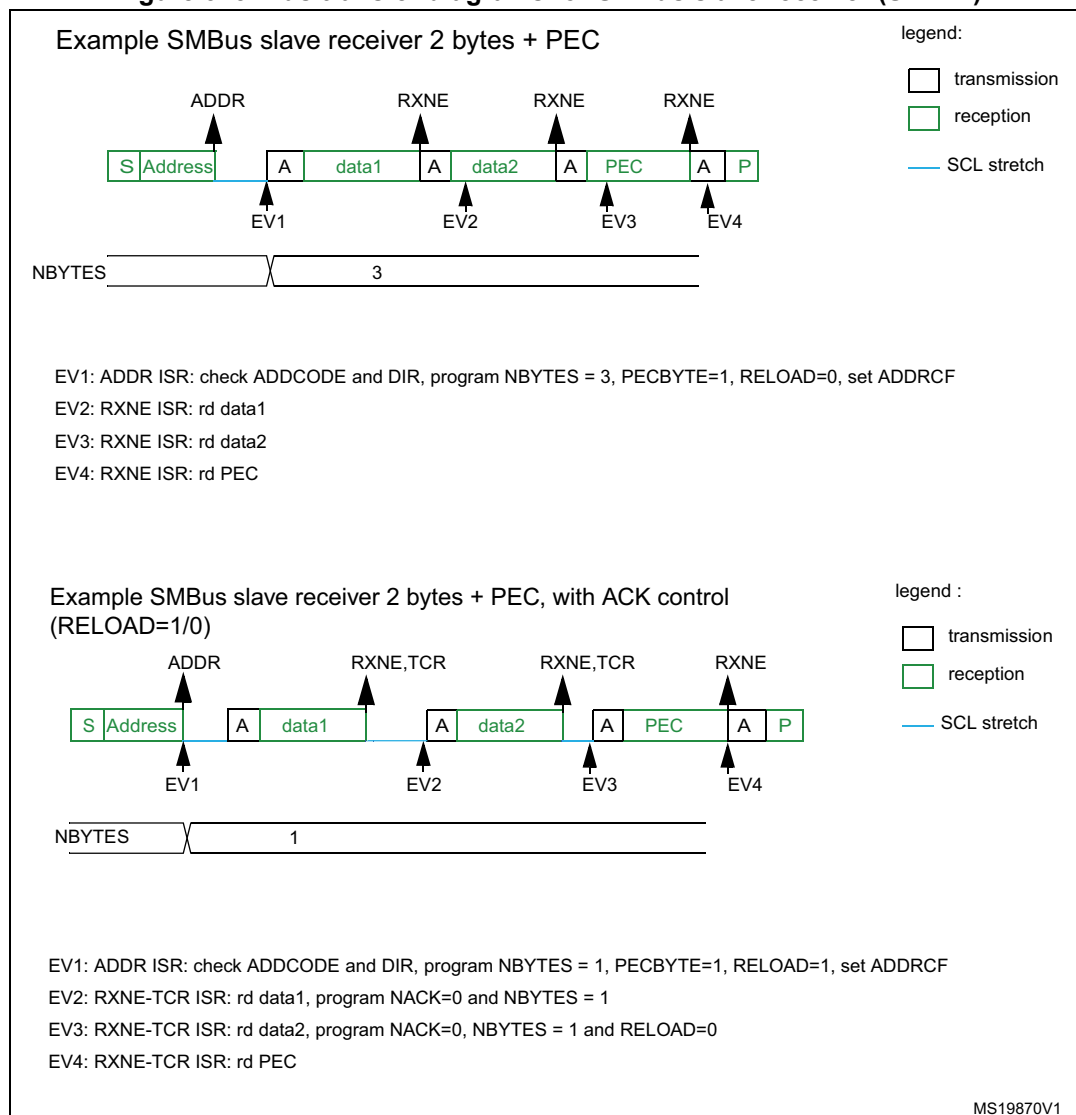 Example SMBus slave receiver 2 bytes + PEC
legend:
transmission
reception
SCL stretch
ADDR RXNE RXNE RXNE
S Address A data1 A data2 A PEC A P
EV1 EV2 EV3 EV4
NBYTES 3
EV1: ADDR ISR: check ADDCODE and DIR, program NBYTES = 3, PECBYTE=1, RELOAD=0, set ADDRCF
EV2: RXNE ISR: rd data1
EV3: RXNE ISR: rd data2
EV4: RXNE ISR: rd PEC
Example SMBus slave receiver 2 bytes + PEC, with ACK control
(RELOAD=1/0)
legend :
transmission
reception
SCL stretch
ADDR RXNE,TCR RXNE,TCR RXNE
S Address A data1 A data2 A PEC A P
EV1 EV2 EV3 EV4
NBYTES 1
EV1: ADDR ISR: check ADDCODE and DIR, program NBYTES = 1, PECBYTE=1, RELOAD=1, set ADDRCF
EV2: RXNE-TCR ISR: rd data1, program NACK=0 and NBYTES = 1
EV3: RXNE-TCR ISR: rd data2, program NACK=0, NBYTES = 1 and RELOAD=0
EV4: RXNE-TCR ISR: rd PEC
MS19870V1